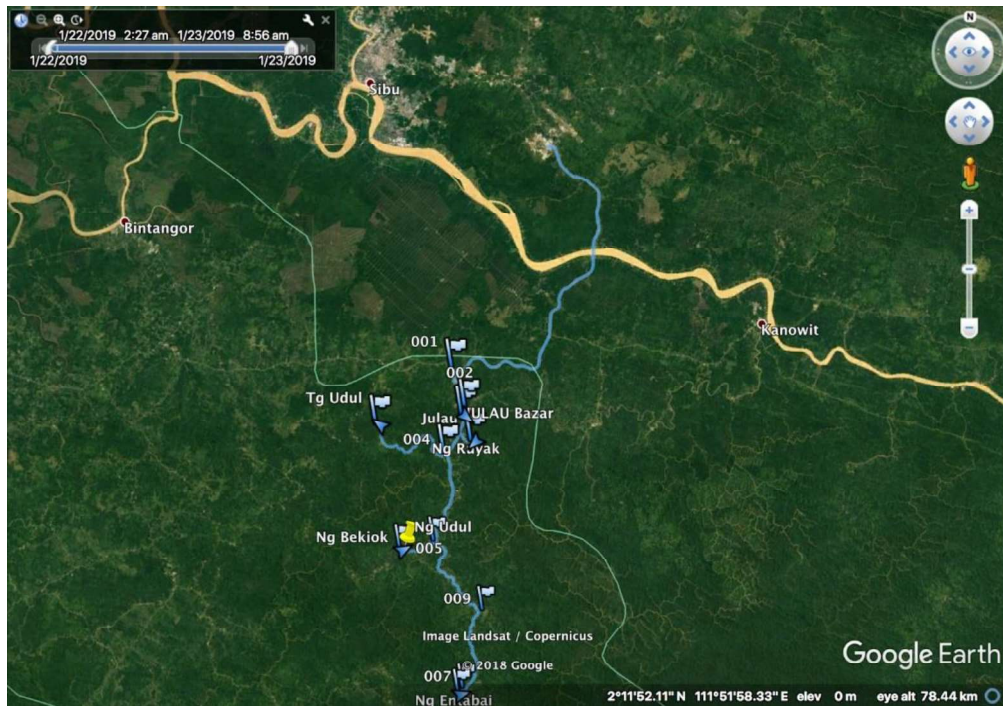 1/22/2019 2:27 am 1/23/2019 8:56 am
1/22/2019 1/23/2019
N
Sibu
Bintangor
Kanowit
001
002
Tg Udul
Julau JULAU Bazar
004
Ng Rayak
Ng Udul
Ng Bekiok
005
009
Image Landsat / Copernicus
© 2018 Google
Google Earth
007
Ng Entabai
2°11'52.11" N 111°51'58.33" E elev 0 m eye alt 78.44 km